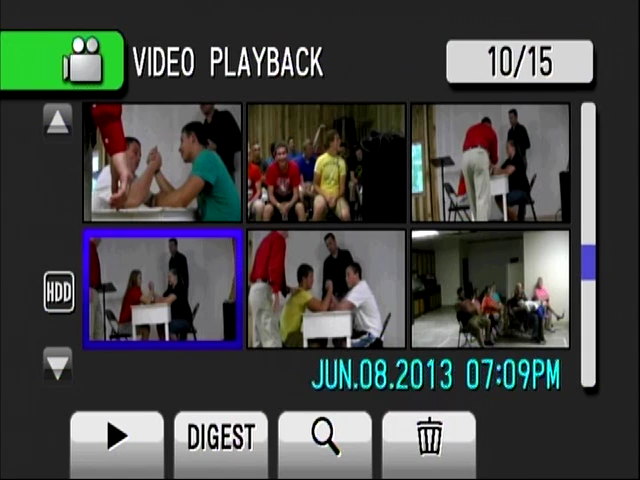 VIDEO PLAYBACK
10/15
HDD
JUN.08.2013 07:09PM
DIGEST